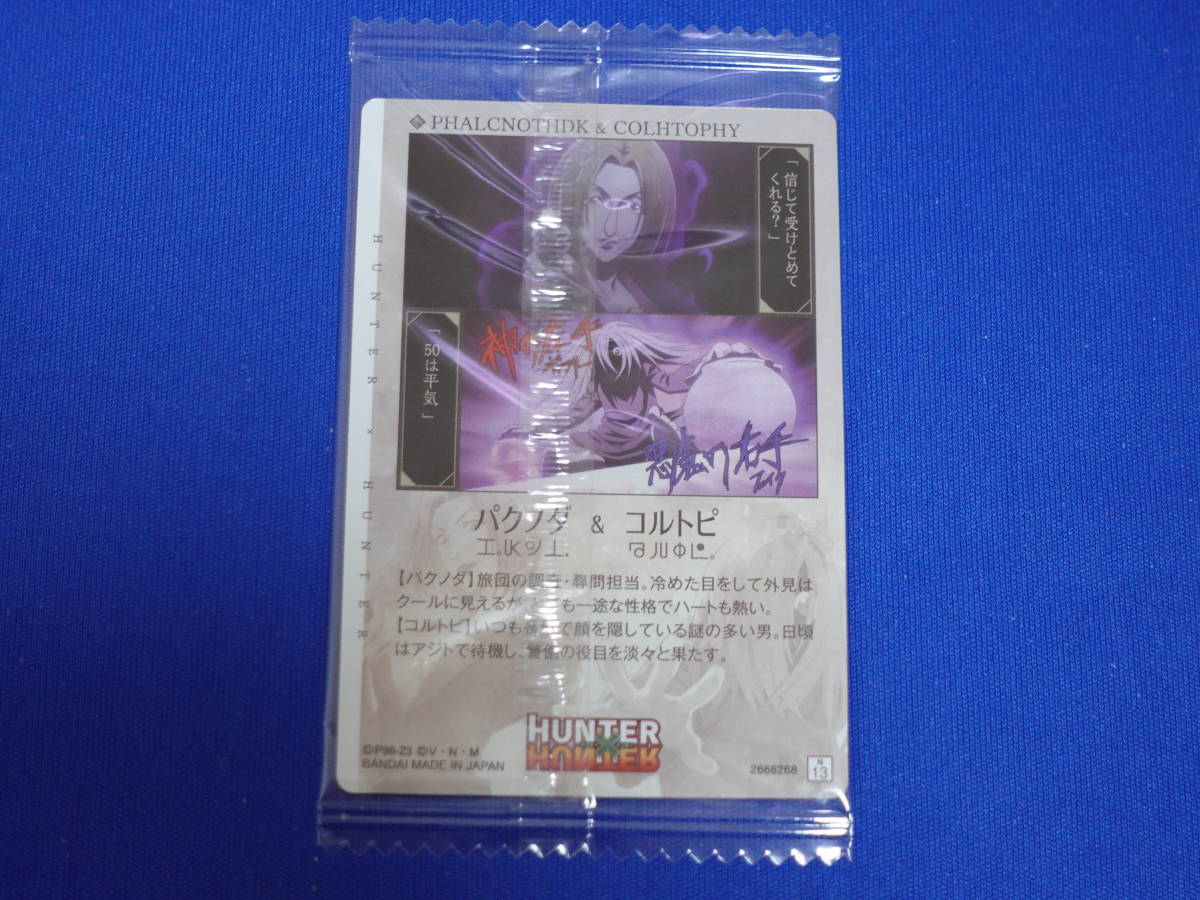 PHALCNOTHDK & COLHTOPHY
「信じて受けとめて
くれる？」
「50は平気」
神の左手
悪魔の右手
HUNTER × HUNTER
パクノダ & コルトピ
【パクノダ】旅団の調査・尋問担当。冷めた目をして外見は
クールに見えるが、とても一途な性格でハートも熱い。
【コルトピ】いつも長髪で顔を隠している謎の多い男。日頃
はアジトで待機し、警備の役目を淡々と果たす。
HUNTER
×
HUNTER
©P98-23 ©V・N・M
BANDAI MADE IN JAPAN
2666268
N
13